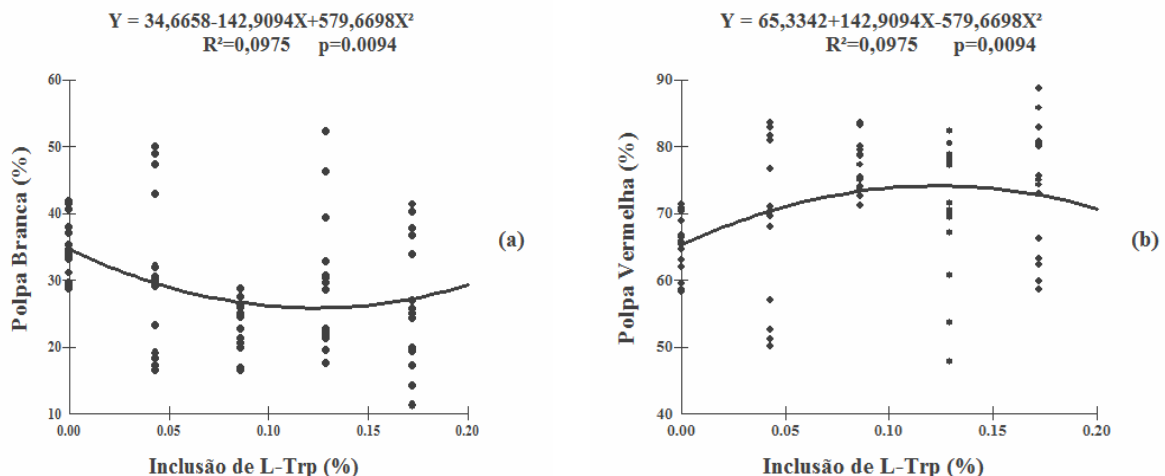 Y = 34,6658-142,9094X+579,6698X²
R²=0,0975 p=0.0094
60
50
40
30
20
10
0.00
0.05
0.10
0.15
0.20
Polpa Branca (%)
Inclusão de L-Trp (%)
(a)
Y = 65,3342+142,9094X-579,6698X²
R²=0,0975 p=0,0094
90
80
70
60
50
40
0.00
0.05
0.10
0.15
0.20
Polpa Vermelha (%)
Inclusão de L-Trp (%)
(b)